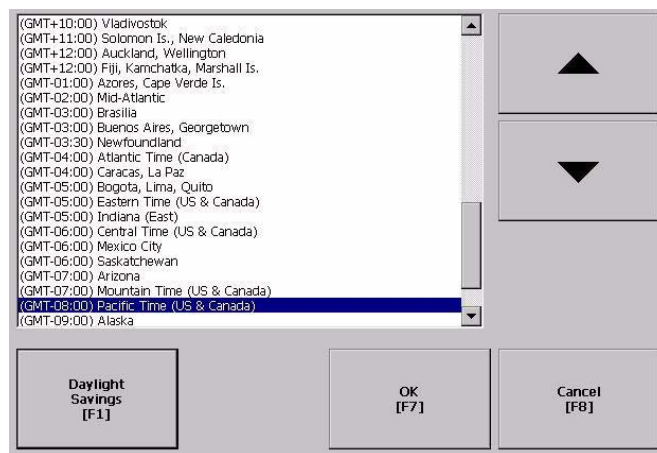 (GMT+10:00) Vladivostok
(GMT+11:00) Solomon Is., New Caledonia
(GMT+12:00) Auckland, Wellington
(GMT+12:00) Fiji, Kamchatka, Marshall Is.
(GMT-01:00) Azores, Cape Verde Is.
(GMT-02:00) Mid-Atlantic
(GMT-03:00) Brasilia
(GMT-03:00) Buenos Aires, Georgetown
(GMT-03:30) Newfoundland
(GMT-04:00) Atlantic Time (Canada)
(GMT-04:00) Caracas, La Paz
(GMT-05:00) Bogota, Lima, Quito
(GMT-05:00) Eastern Time (US & Canada)
(GMT-05:00) Indiana (East)
(GMT-06:00) Central Time (US & Canada)
(GMT-06:00) Mexico City
(GMT-06:00) Saskatchewan
(GMT-07:00) Arizona
(GMT-07:00) Mountain Time (US & Canada)
(GMT-08:00) Pacific Time (US & Canada)
(GMT-09:00) Alaska
Daylight
Savings
[F1]
OK
[F7]
Cancel
[F8]